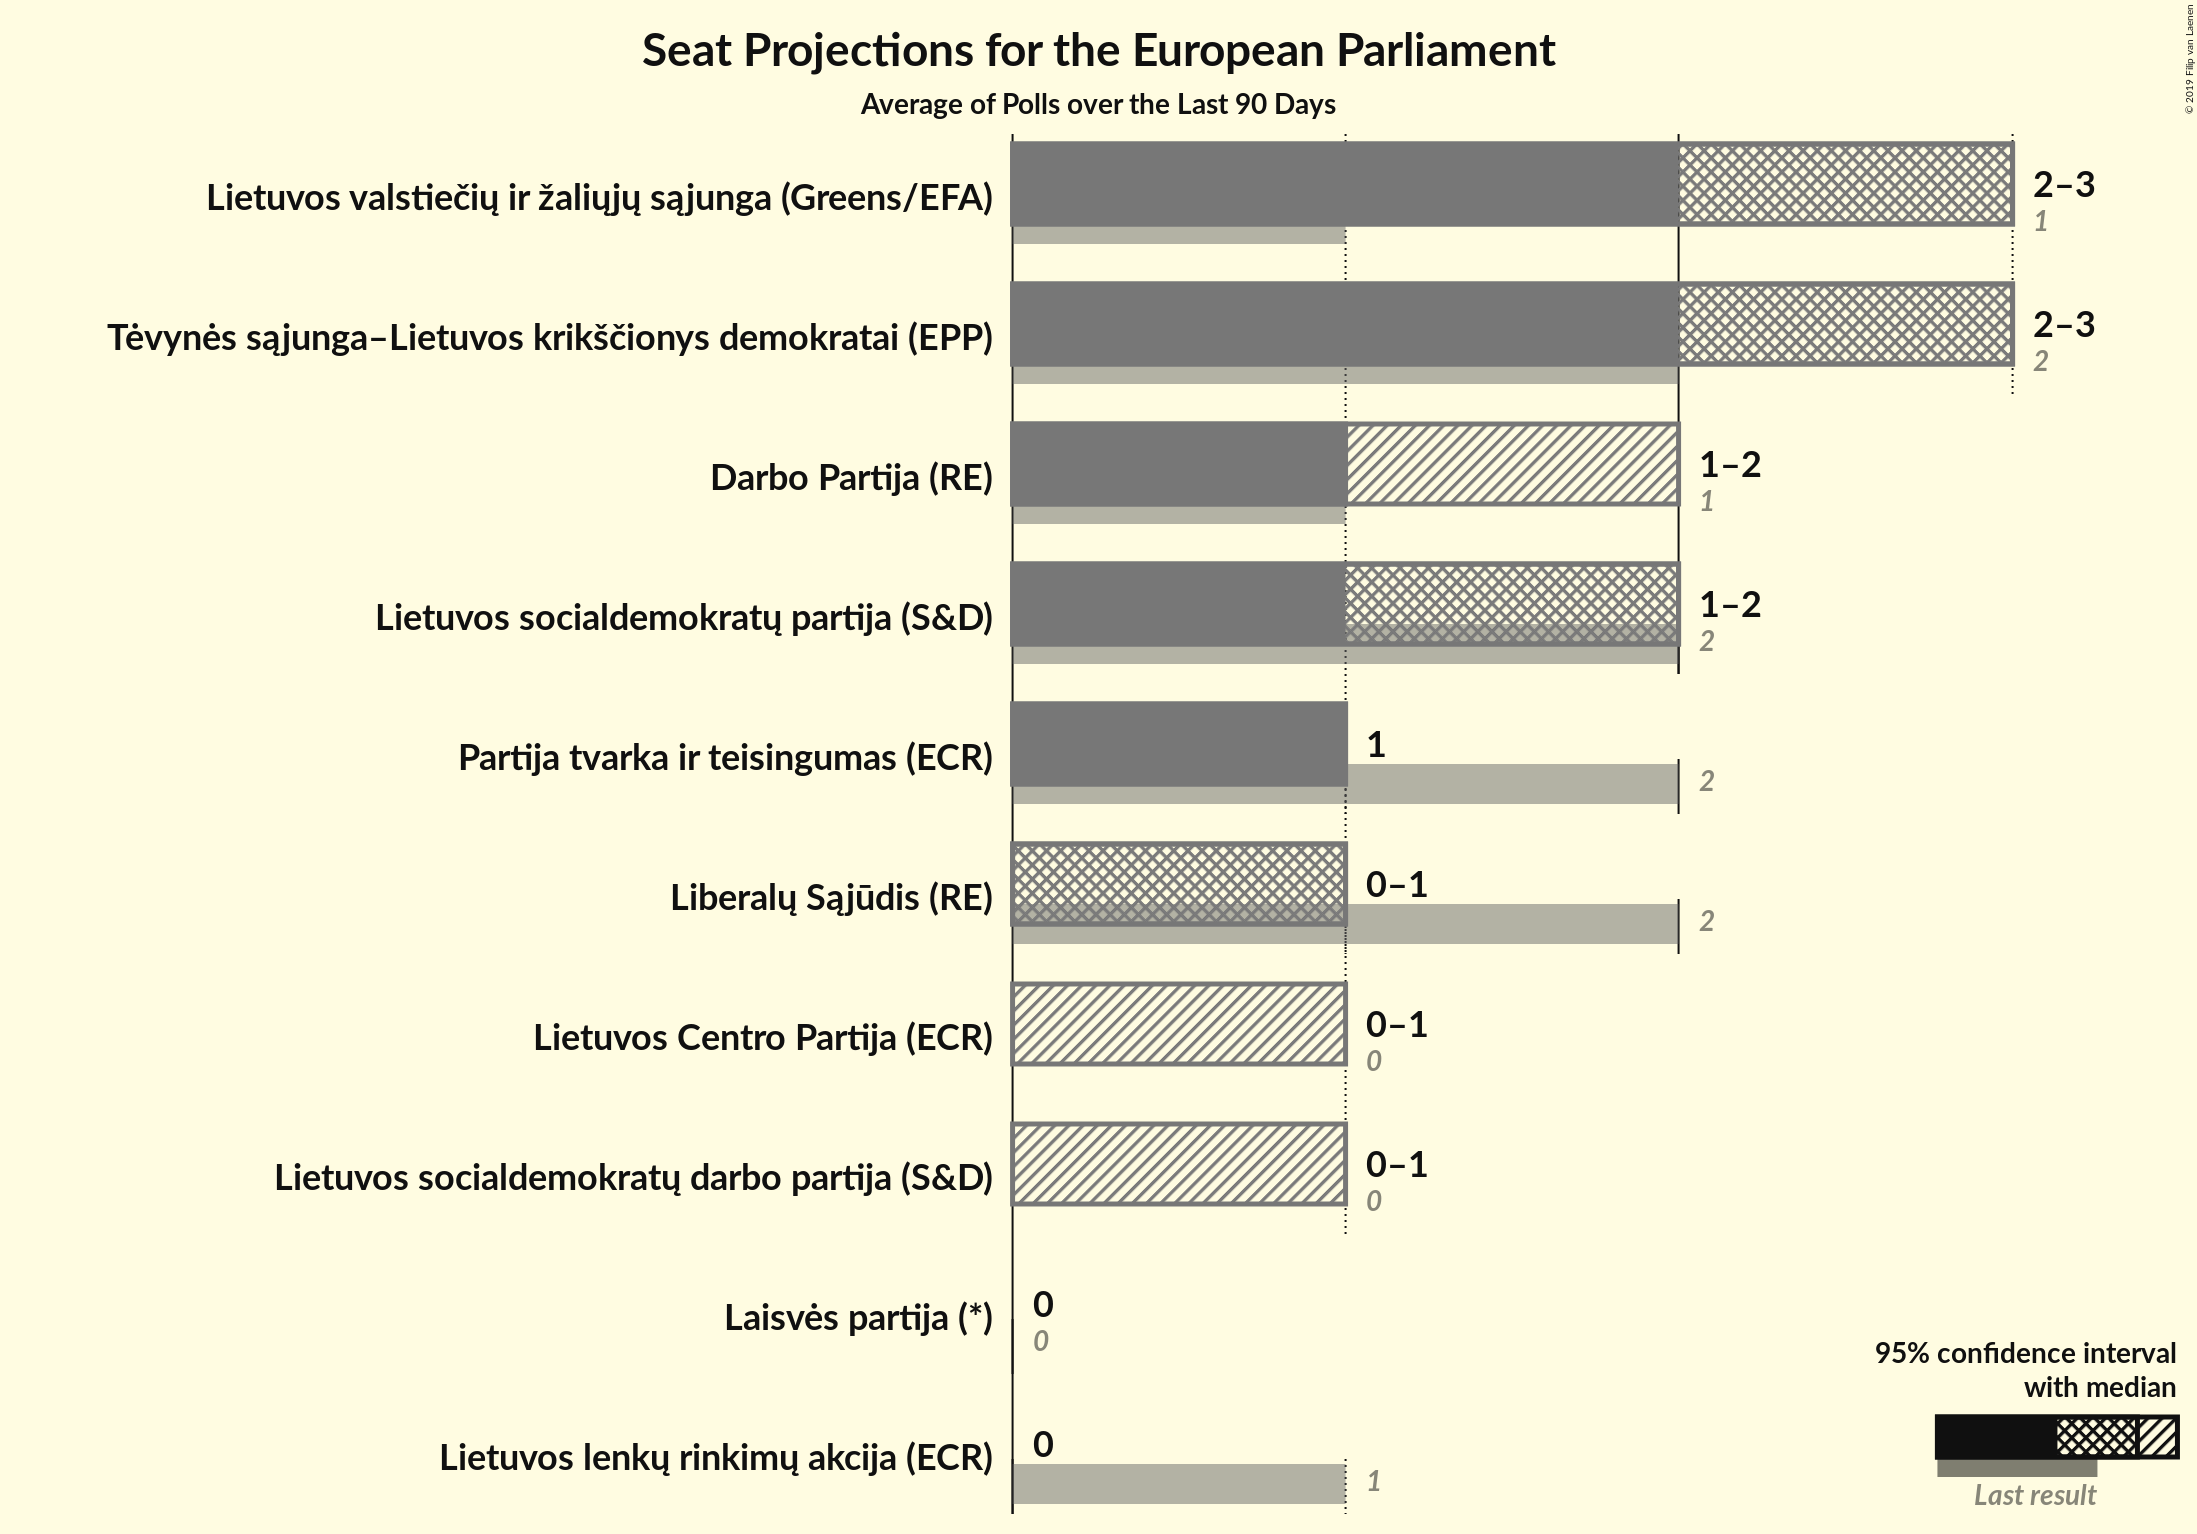 Seat Projections for the European Parliament
Average of Polls over the Last 90 Days
© 2019 Filip van Laenen
Lietuvos valstiečių ir žaliųjų sąjunga (Greens/EFA)
2–3
1
Tėvynės sąjunga–Lietuvos krikščionys demokratai (EPP)
2–3
2
Darbo Partija (RE)
1–2
1
Lietuvos socialdemokratų partija (S&D)
1–2
2
Partija tvarka ir teisingumas (ECR)
1
2
Liberalų Sąjūdis (RE)
0–1
2
Lietuvos Centro Partija (ECR)
0–1
0
Lietuvos socialdemokratų darbo partija (S&D)
0–1
0
Laisvės partija (*)
0
0
Lietuvos lenkų rinkimų akcija (ECR)
0
1
95% confidence interval
with median
Last result